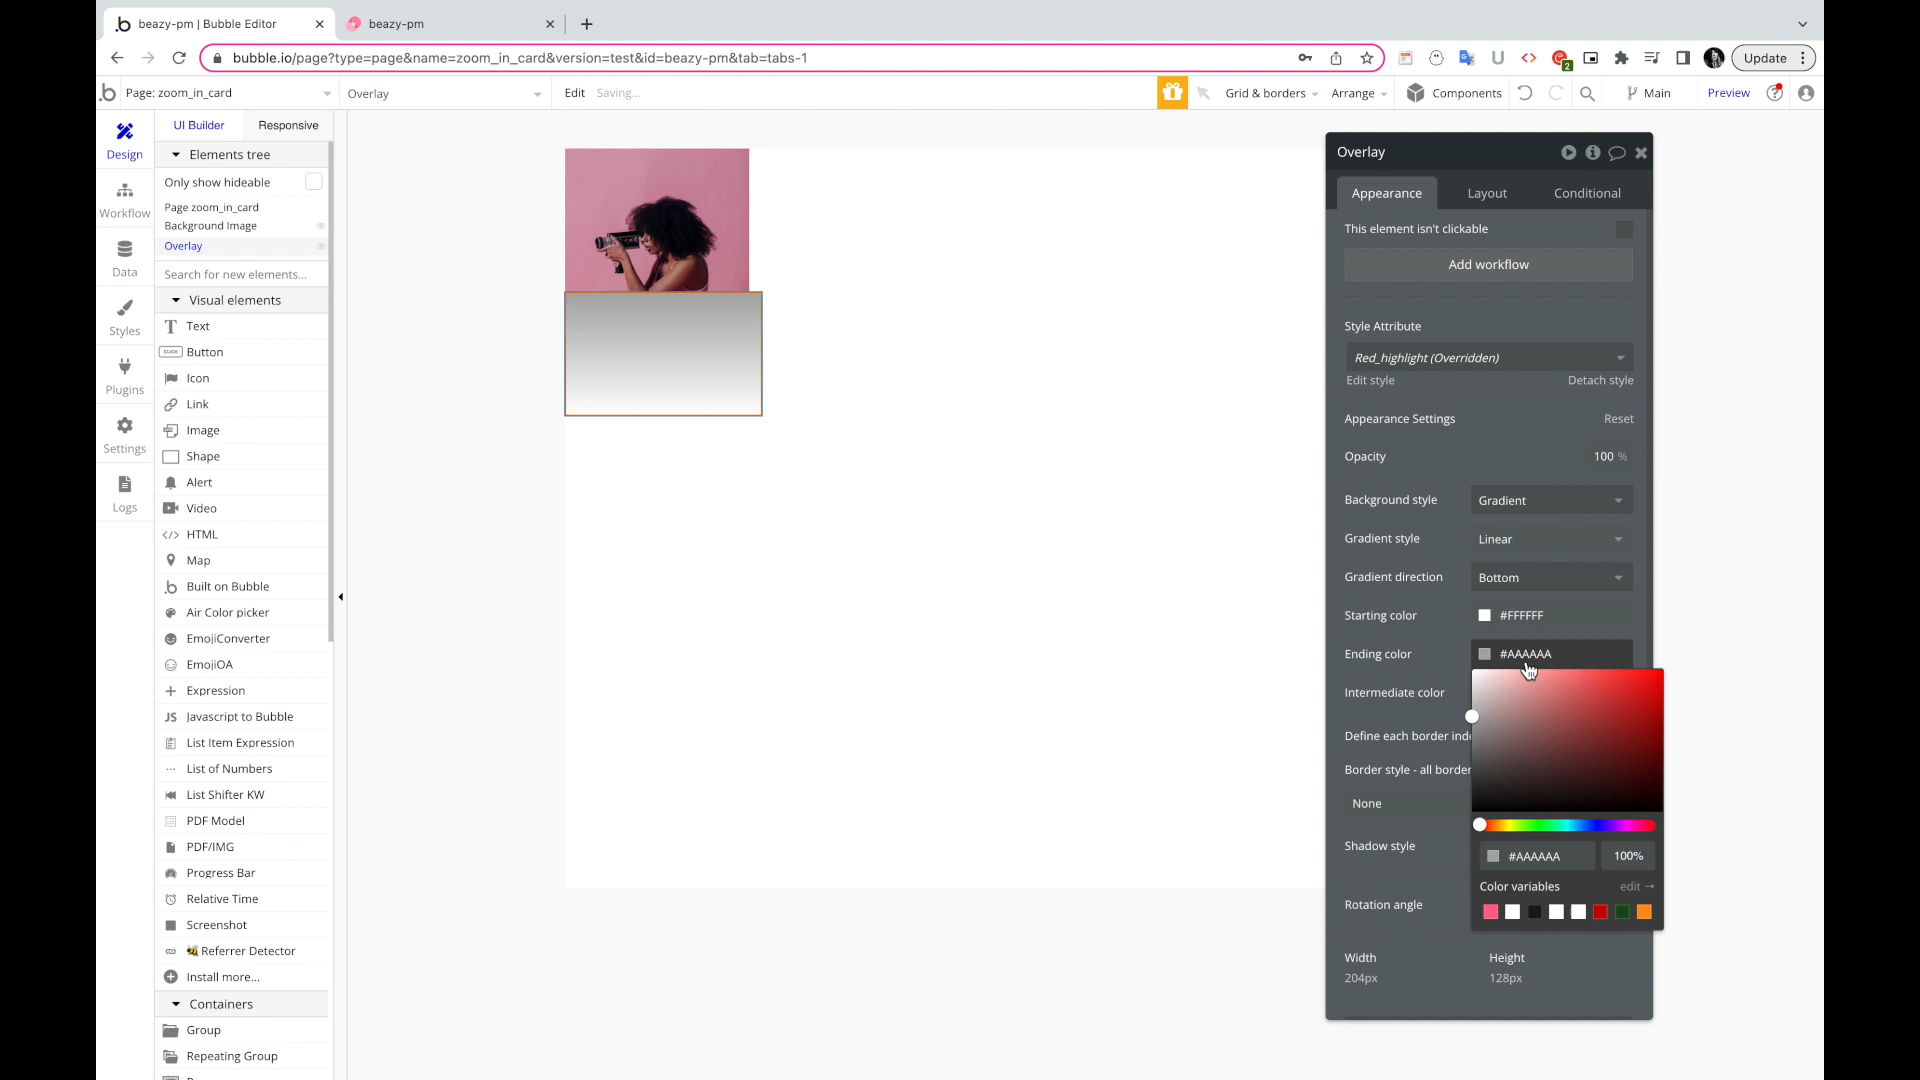 beazy-pm | Bubble Editor
beazy-pm
bubble.io/page?type=page&name=zoom_in_card&version=test&id=beazy-pm&tab=tabs-1
2
Update
Page: zoom_in_card
Overlay
Edit
Saving...
Grid & borders
Arrange
Components
Main
Preview
Design
Workflow
Data
Styles
Plugins
Settings
Logs
UI Builder
Responsive
Elements tree
Only show hideable
Page zoom_in_card
Background Image
Overlay
Search for new elements...
Visual elements
Text
CLICK
Button
Icon
Link
Image
Shape
Alert
Video
HTML
Map
Built on Bubble
Air Color picker
EmojiConverter
EmojiOA
Expression
JS Javascript to Bubble
List Item Expression
List of Numbers
List Shifter KW
PDF Model
PDF/IMG
Progress Bar
Relative Time
Screenshot
Referrer Detector
Install more...
Containers
Group
Repeating Group
Overlay
Appearance
Layout
Conditional
This element isn't clickable
Add workflow
Style Attribute
Red_highlight (Overridden)
Edit style
Detach style
Appearance Settings
Reset
Opacity
100 %
Background style
Gradient
Gradient style
Linear
Gradient direction
Bottom
Starting color
#FFFFFF
Ending color
#AAAAAA
Intermediate color
Define each border inde
Border style - all border
None
Shadow style
#AAAAAA
100%
Color variables
edit →
Rotation angle
Width
Height
204px
128px